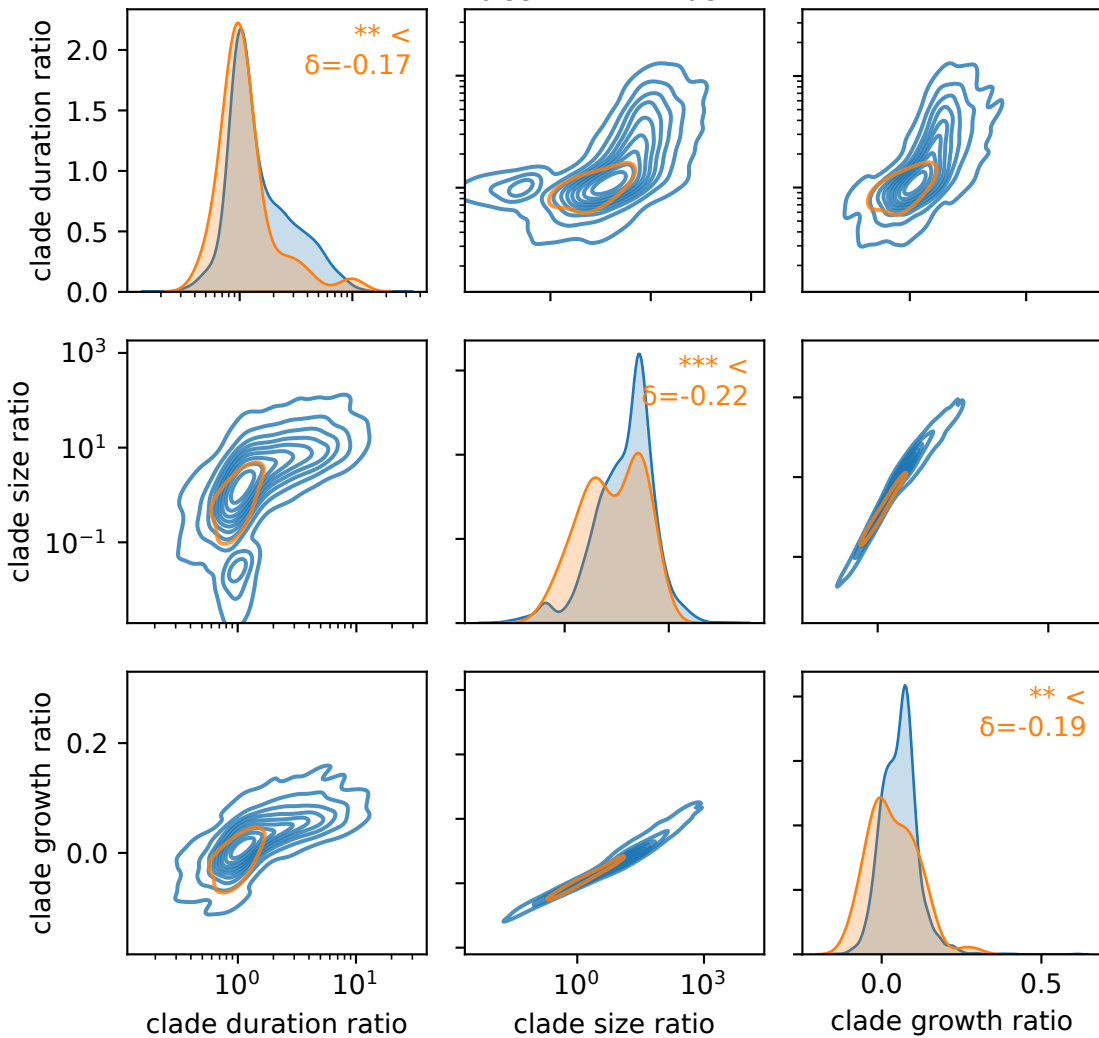 clade duration ratio
2.0
1.5
1.0
0.5
0.0
** <
δ=-0.17
clade size ratio
10³
10¹
10⁻¹
*** <
δ=-0.22
clade growth ratio
0.2
0.0
** <
δ=-0.19
10⁰
10¹
10⁰
10³
0.0
0.5
clade duration ratio
clade size ratio
clade growth ratio